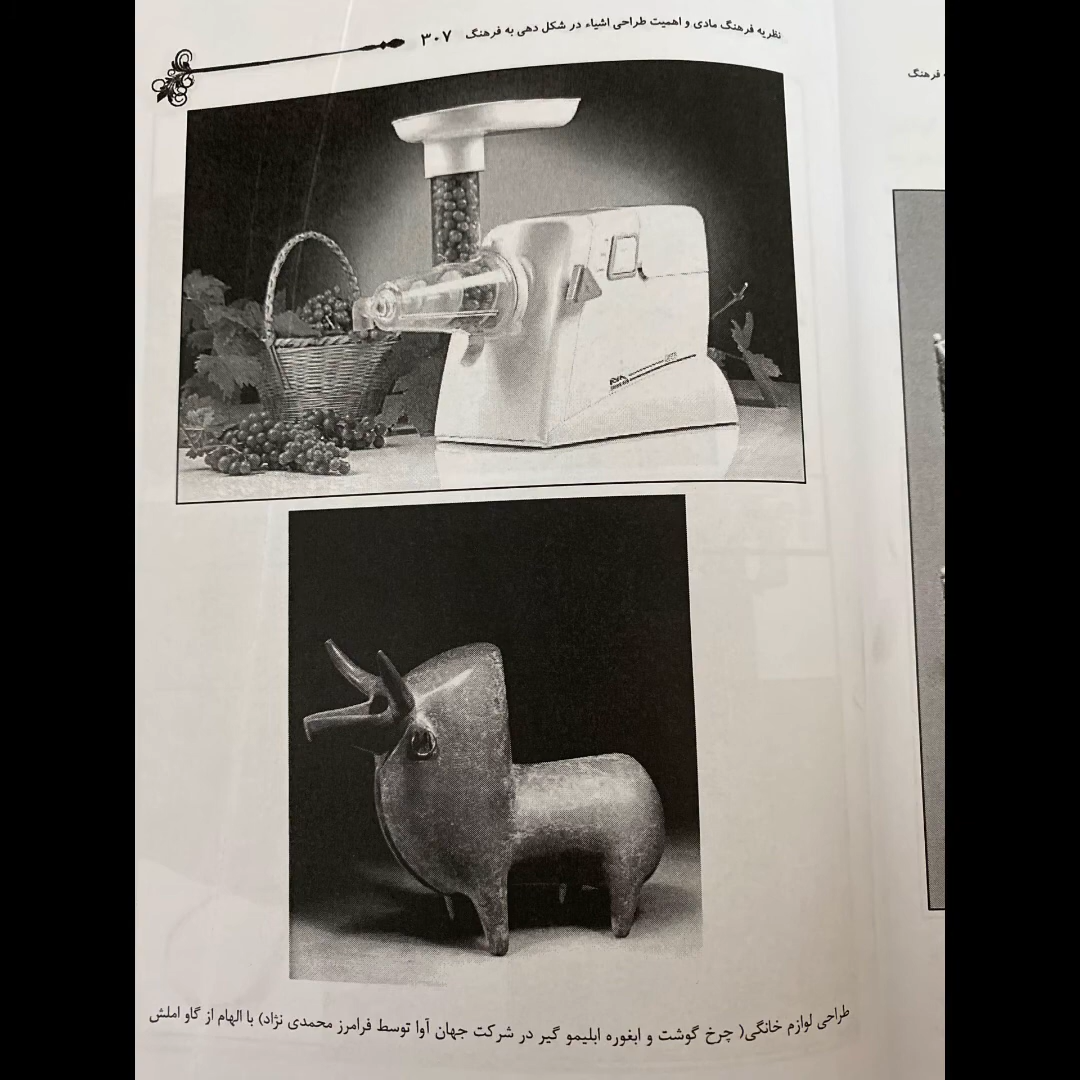 نظریه فرهنگ مادی و اهمیت طراحی اشیاء در شکل دهی به فرهنگ ۳۰۷
فرهنگ
طراحی لوازم خانگی( چرخ گوشت و ابغوره ابلیمو گیر در شرکت جهان آوا توسط فرامرز محمدی نژاد) با الهام از گاو املش